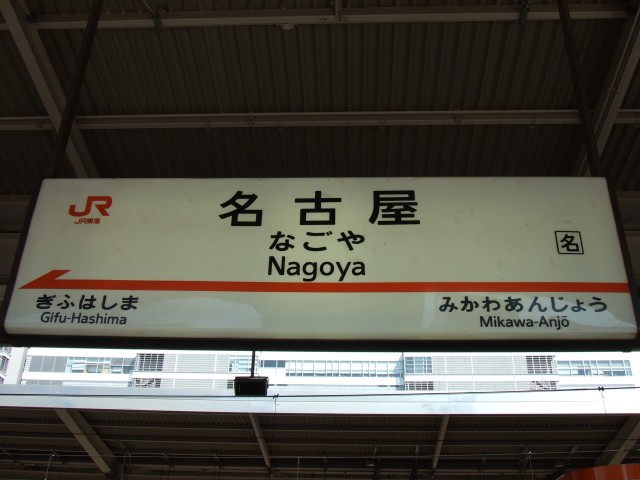 JR
JR東海
名古屋
なごや
Nagoya
名
ぎふはしま
Gifu-Hashima
みかわあんじょう
Mikawa-Anjō